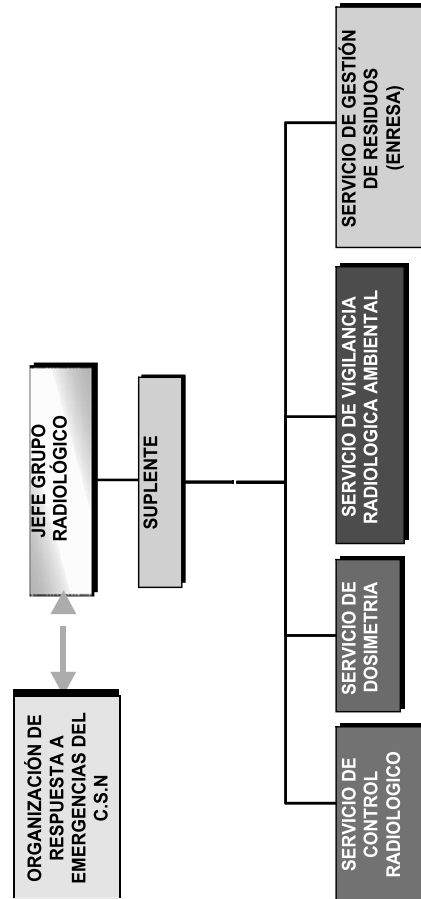 ORGANIZACIÓN DE
RESPUESTA A
EMERGENCIAS DEL
C.S.N
JEFE GRUPO
RADIOLÓGICO
SUPLENTE
SERVICIO DE
CONTROL
RADIOLOGICO
SERVICIO DE
DOSIMETRIA
SERVICIO DE VIGILANCIA
RADIOLOGICA AMBIENTAL
SERVICIO DE GESTIÓN
DE RESIDUOS
(ENRESA)